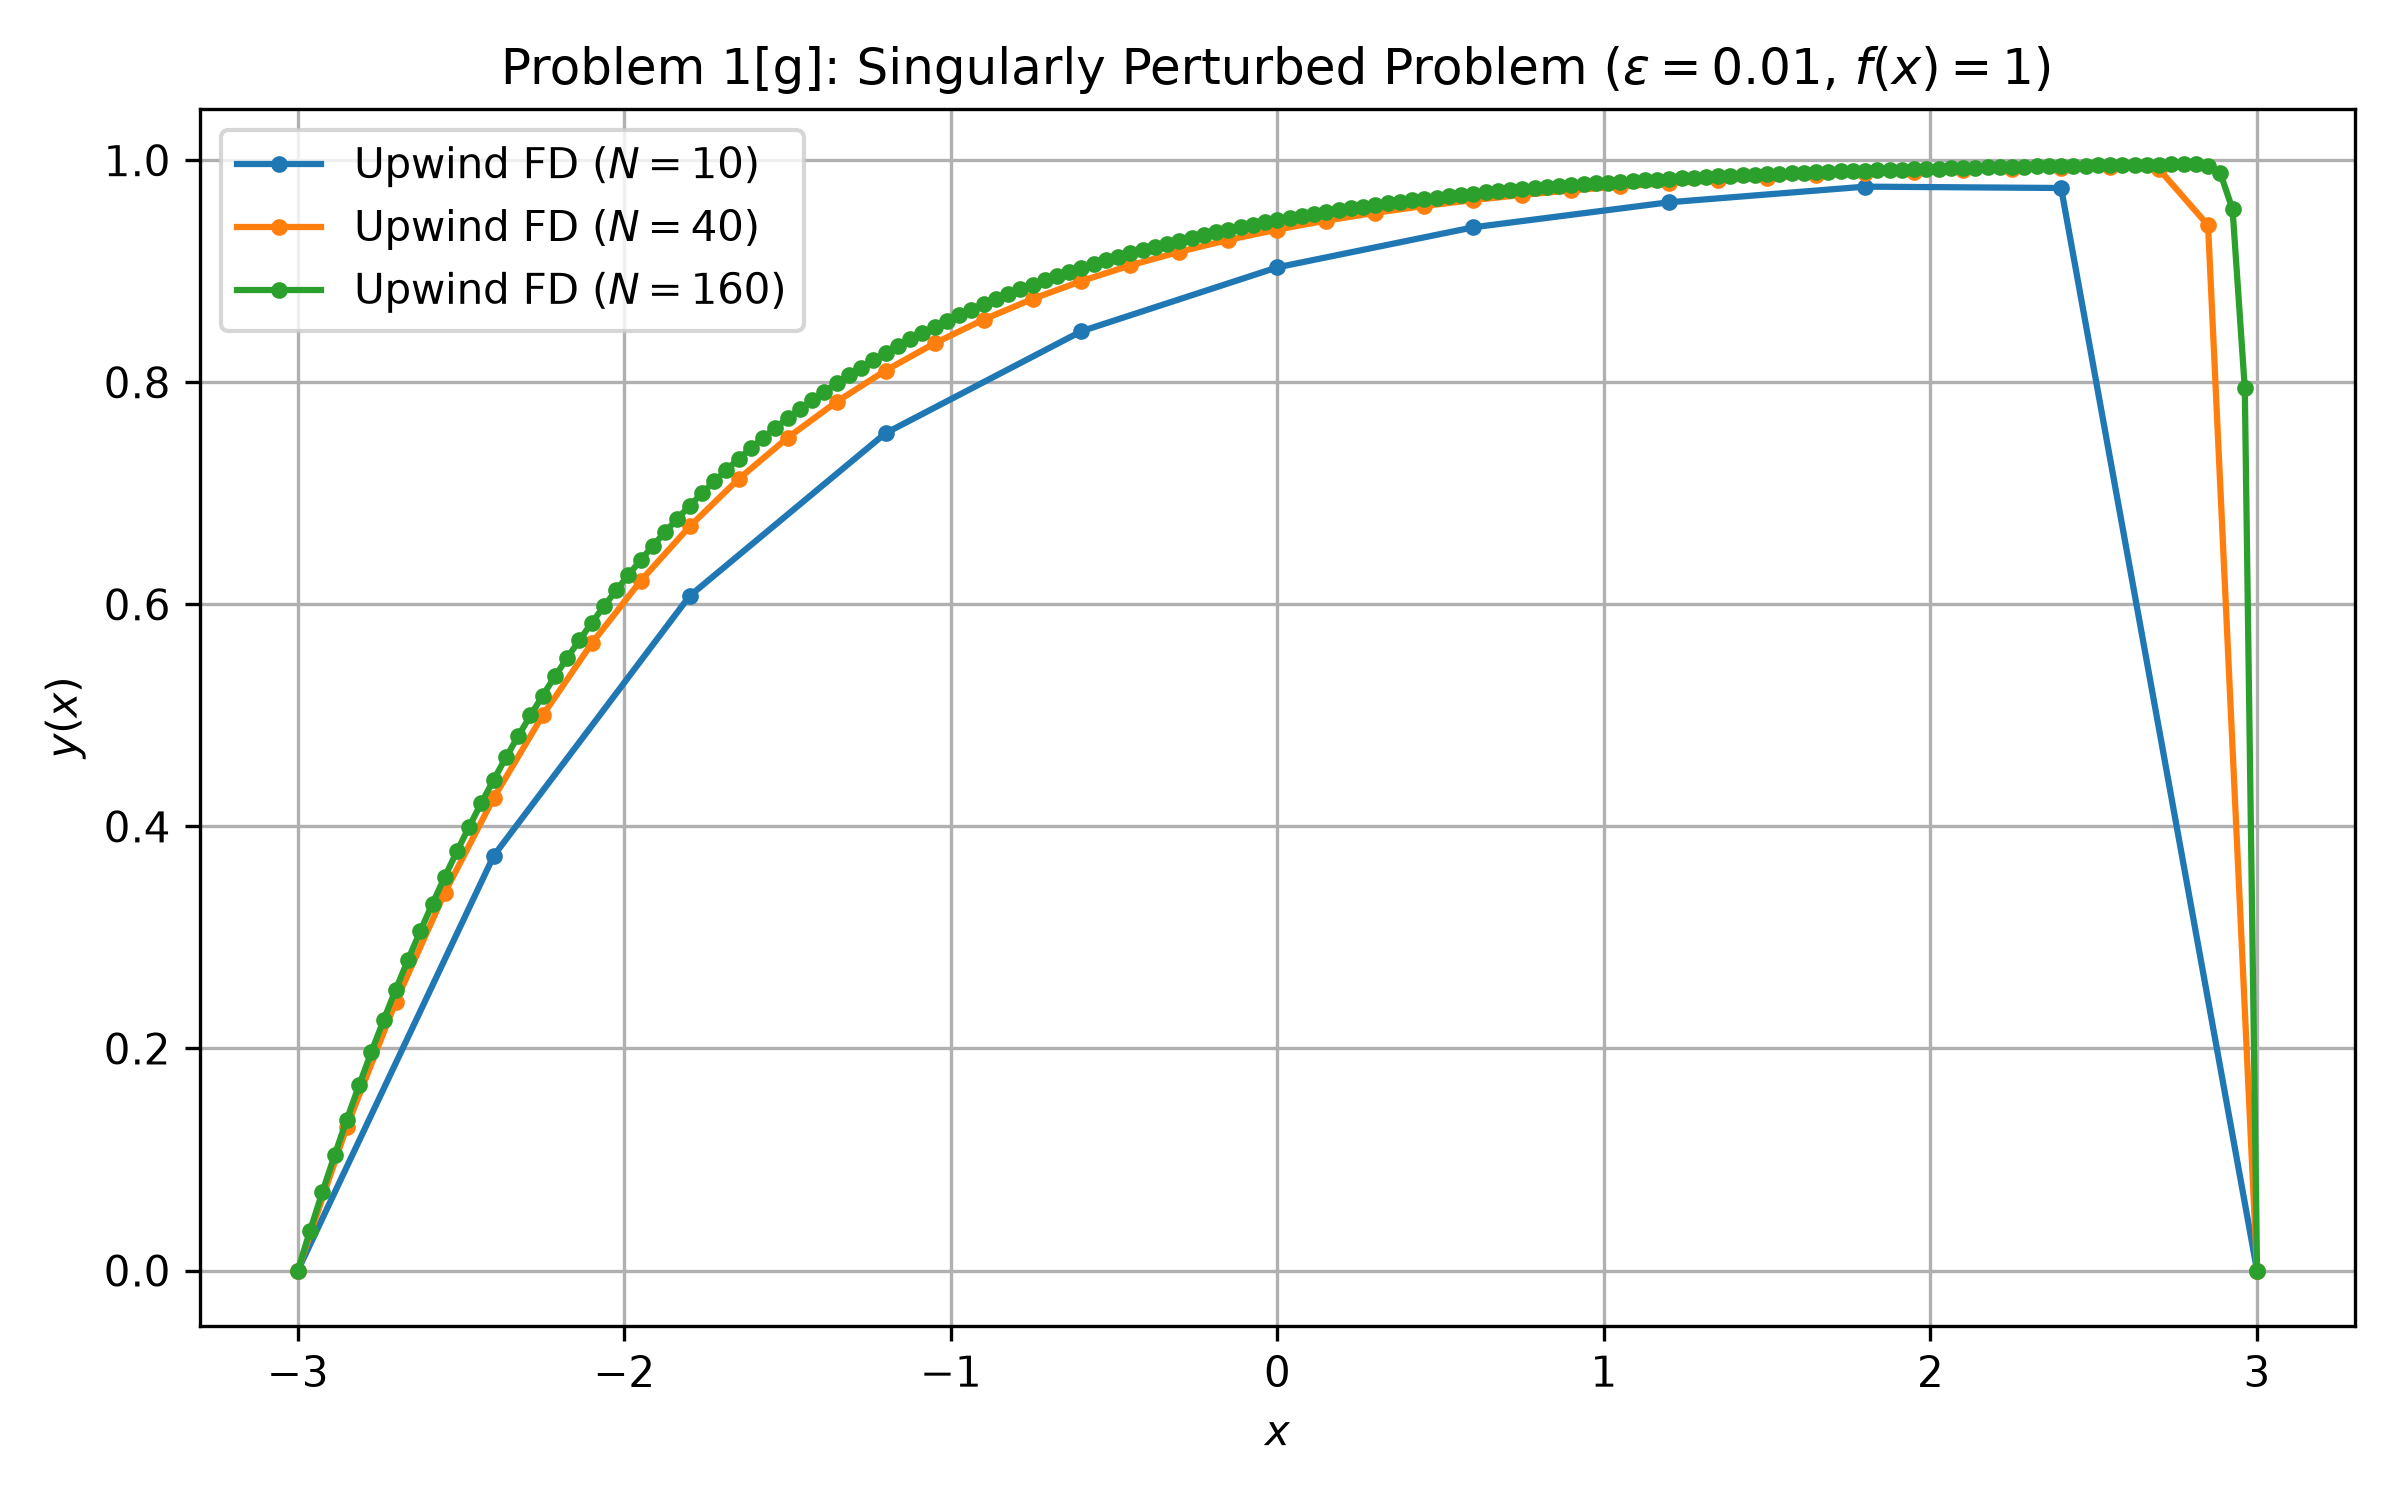 Problem 1[g]: Singularly Perturbed Problem (ε = 0.01, f(x) = 1)
Upwind FD (N = 10)
Upwind FD (N = 40)
Upwind FD (N = 160)
1.0
0.8
0.6
0.4
0.2
0.0
y(x)
−3 −2 −1 0 1 2 3
x